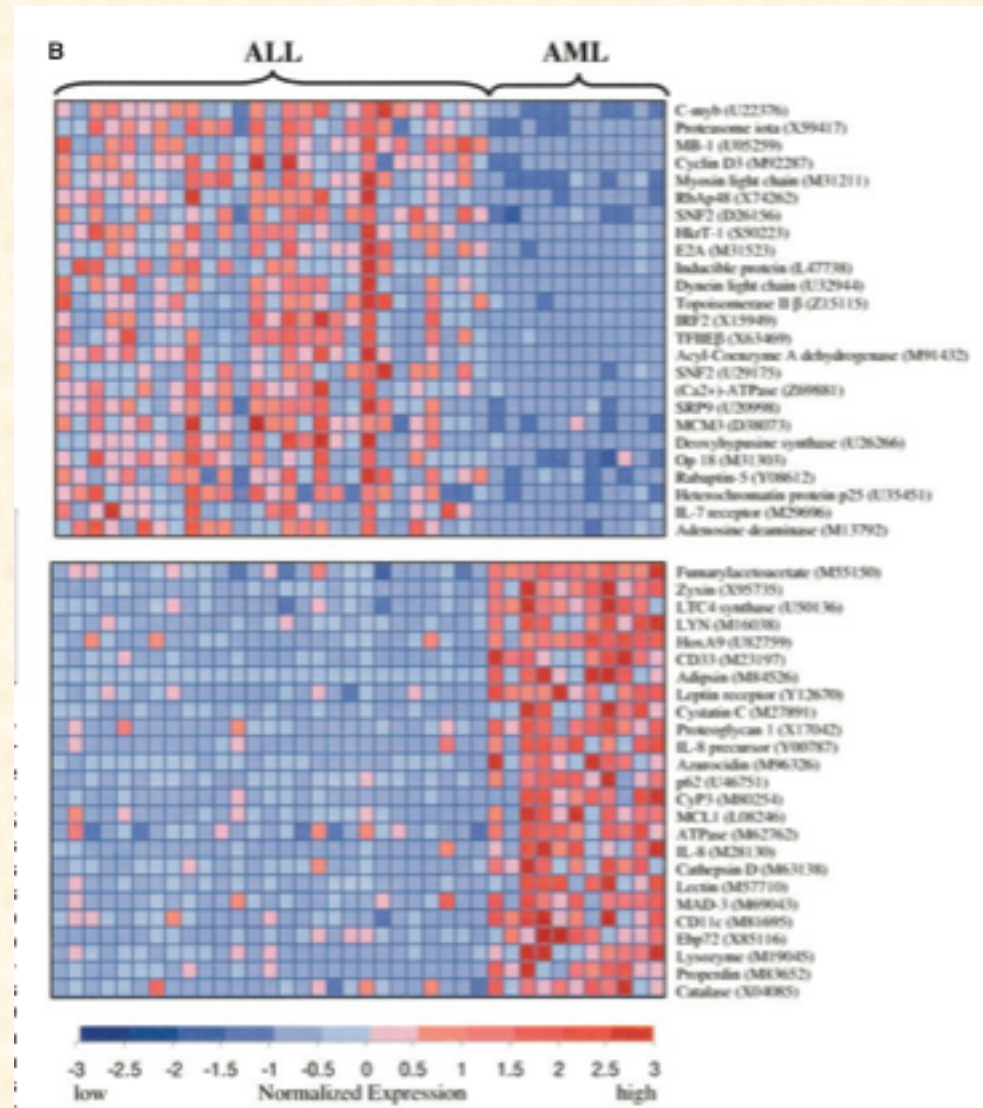 B
ALL AML
C-myb (U22376)
Proteasome iota (X59417)
MB-1 (U05259)
Cyclin D3 (M92287)
Myosin light chain (M31211)
RbAp48 (X74262)
SNF2 (D26156)
HkrT-1 (S50223)
E2A (M31523)
Inducible protein (L47738)
Dynein light chain (U32944)
Topoisomerase II β (Z15115)
IRF2 (X15949)
TFIIEβ (X63469)
Acyl-Coenzyme A dehydrogenase (M91432)
SNF2 (U29175)
(Ca2+)-ATPase (Z69881)
SRP9 (U20998)
MCM3 (D38073)
Deoxyhypusine synthase (U26266)
Op 18 (M31303)
Rabaptin-5 (Y08612)
Heterochromatin protein p25 (U35451)
IL-7 receptor (M29696)
Adenosine deaminase (M13792)
Fumarylacetoacetate (M55150)
Zyxin (X95735)
LTC4 synthase (U50136)
LYN (M16038)
HoxA9 (U82759)
CD33 (M23197)
Adipsin (M84526)
Leptin receptor (Y12670)
Cystatin C (M27891)
Proteoglycan 1 (X17042)
IL-8 precursor (Y00787)
Azurocidin (M96326)
p62 (U46751)
CyP3 (M80254)
MCL1 (L08246)
ATPase (M62762)
IL-8 (M28130)
Cathepsin D (M63138)
Lectin (M57710)
MAD-3 (M69043)
CD11c (M81695)
Ebp72 (X85116)
Lysozyme (M19045)
Properdin (M83652)
Catalase (X04085)
-3 -2.5 -2 -1.5 -1 -0.5 0 0.5 1 1.5 2 2.5 3
low Normalized Expression high